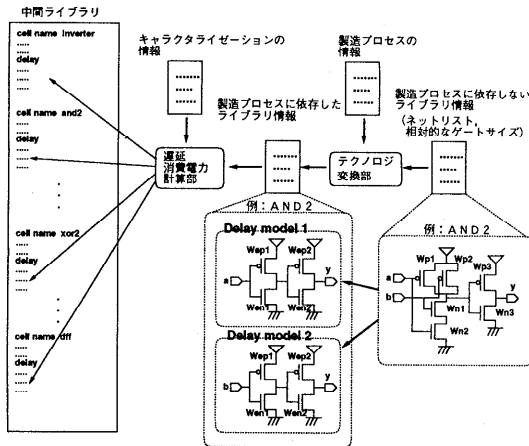 中間ライブラリ
cell name inverter
.....
.....
delay
.....
.....
cell name and2
.....
.....
delay
.....
.....
cell name xor2
.....
.....
delay
.....
.....
cell name dff
.....
.....
delay
.....
.....
キャラクタライゼーションの
情報
製造プロセスの
情報
製造プロセスに依存した
ライブラリ情報
製造プロセスに依存しない
ライブラリ情報
(ネットリスト,
相対的なゲートサイズ)
遅延
消費電力
計算部
テクノロジ
変換部
例：AND2
Delay model 1
Wep1
Wep2
a
y
Wen1
Wen2
Delay model 2
Wep1
Wep2
b
y
Wen1
Wen2
例：AND2
Wp1
Wp2
Wp3
a
b
y
Wn1
Wn3
Wn2